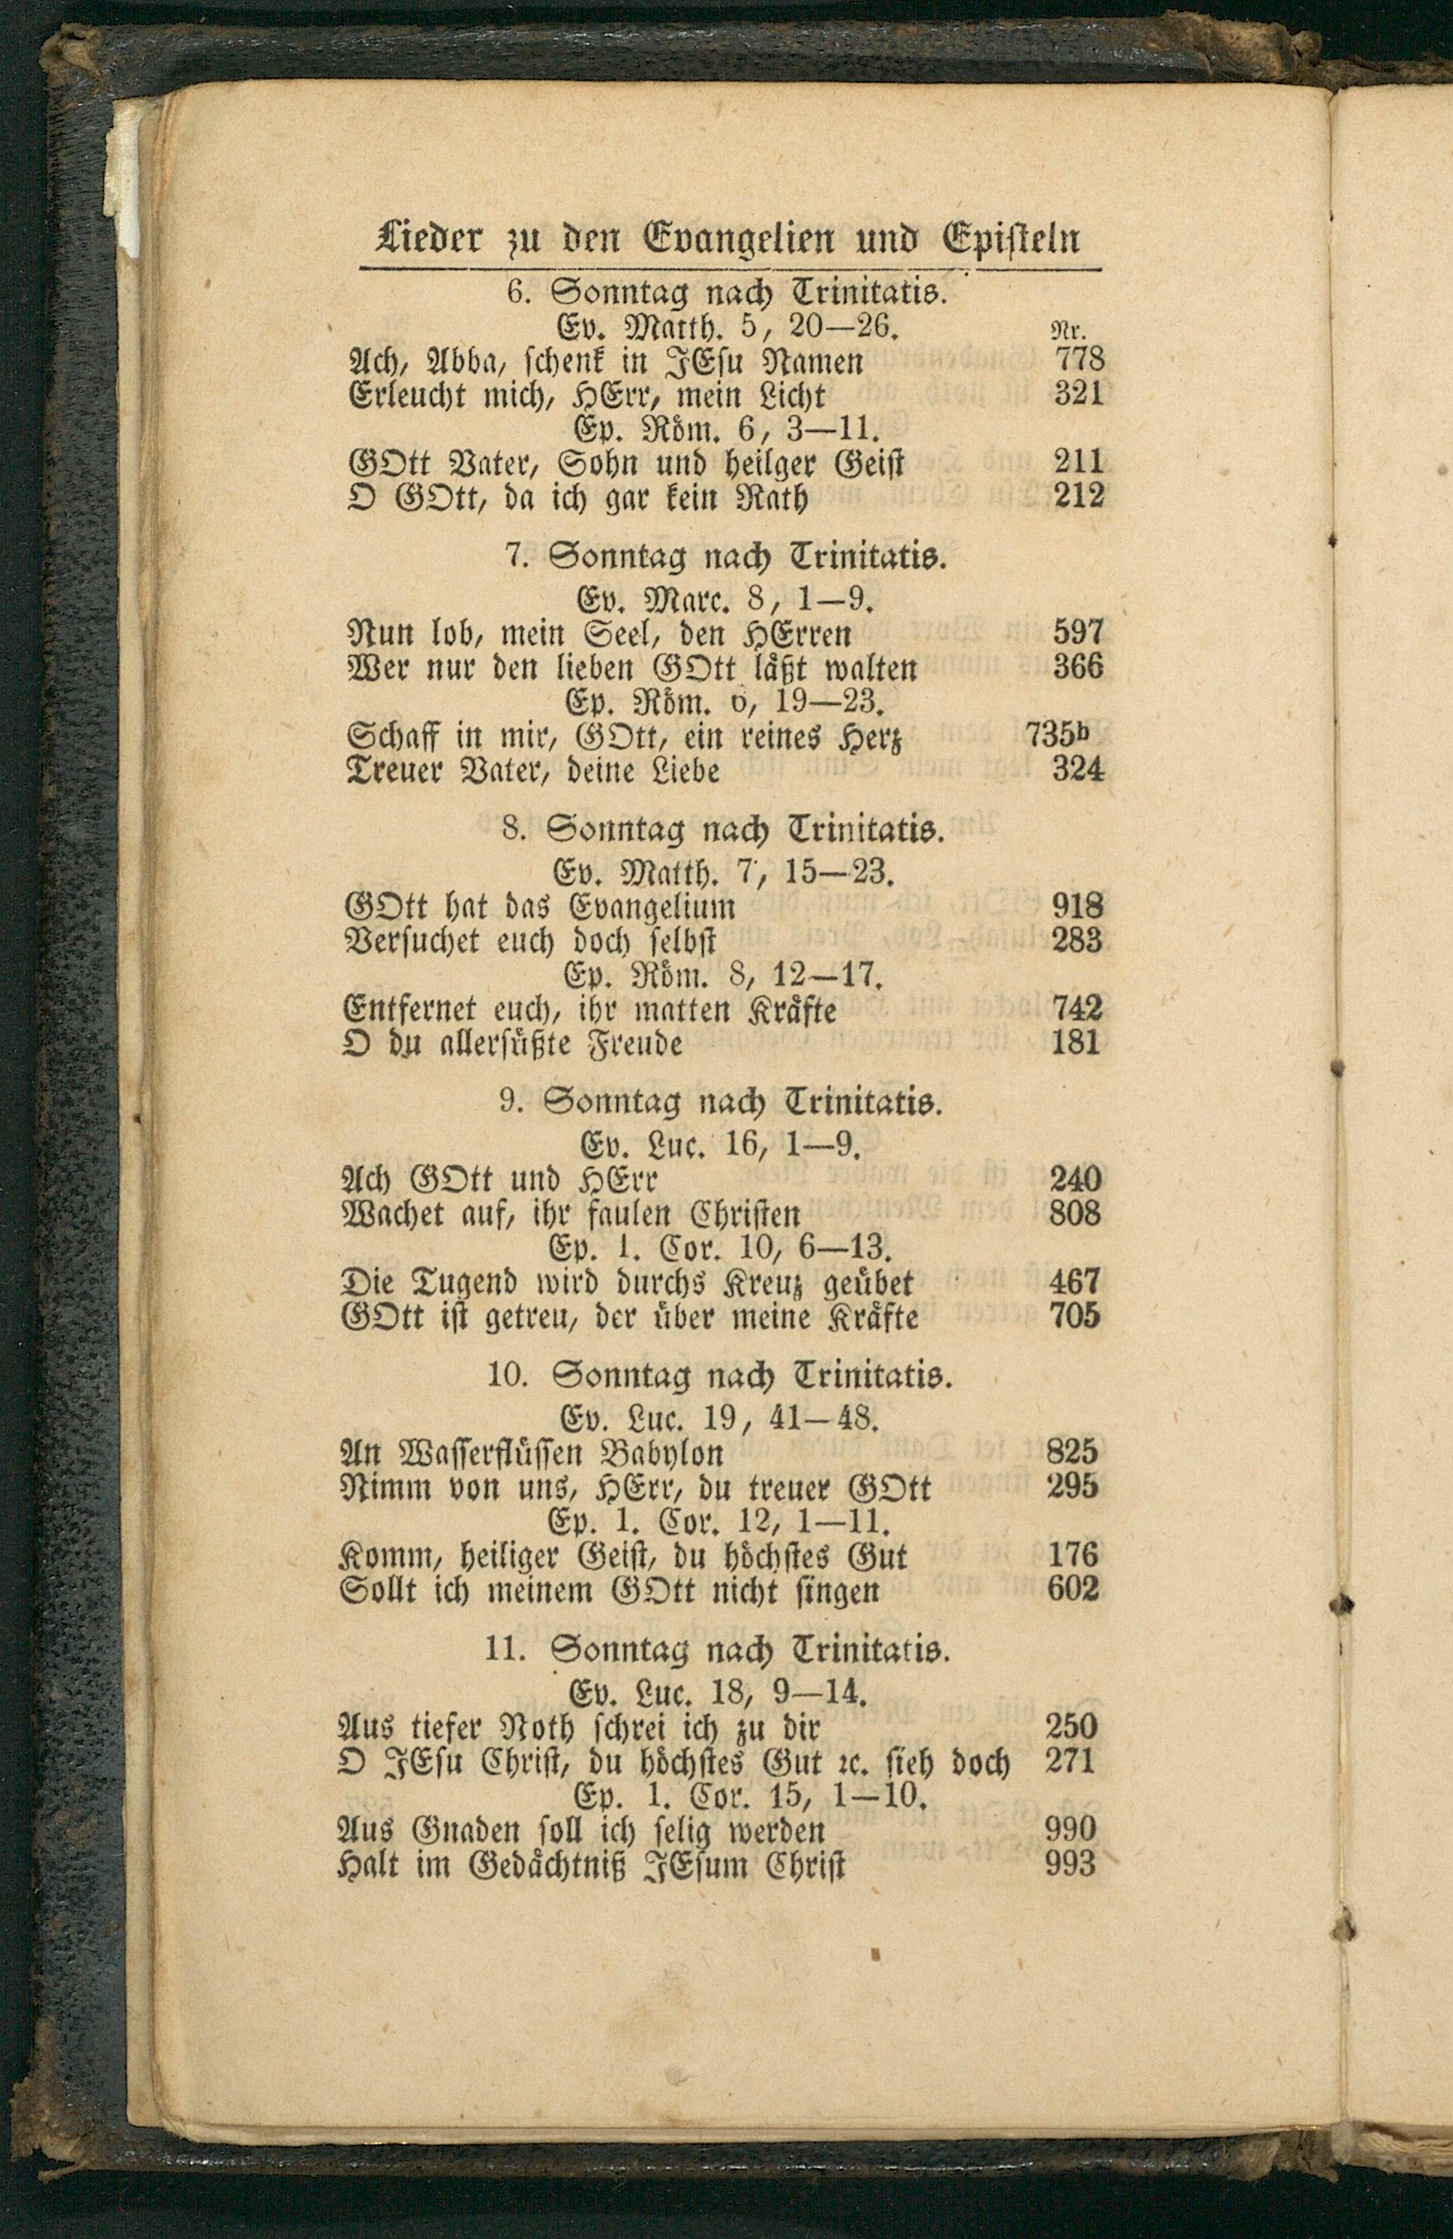 Lieder zu den Evangelien und Episteln
6. Sonntag nach Trinitatis.
Ev. Matth. 5, 20—26. Nr.
Ach, Abba, schenk in JEsu Namen 778
Erleucht mich, HErr, mein Licht 321
Ep. Röm. 6, 3—11.
GOtt Vater, Sohn und heilger Geist 211
O GOtt, da ich gar kein Rath 212
7. Sonntag nach Trinitatis.
Ev. Marc. 8, 1—9.
Nun lob, mein Seel, den HErren 597
Wer nur den lieben GOtt läßt walten 366
Ep. Röm. 6, 19—23.
Schaff in mir, GOtt, ein reines Herz 735b
Treuer Vater, deine Liebe 324
8. Sonntag nach Trinitatis.
Ev. Matth. 7, 15—23.
GOtt hat das Evangelium 918
Versuchet euch doch selbst 283
Ep. Röm. 8, 12—17.
Entfernet euch, ihr matten Kräfte 742
O du allersüßte Freude 181
9. Sonntag nach Trinitatis.
Ev. Luc. 16, 1—9.
Ach GOtt und HErr 240
Wachet auf, ihr faulen Christen 808
Ep. 1. Cor. 10, 6—13.
Die Tugend wird durchs Kreuz geübet 467
GOtt ist getreu, der über meine Kräfte 705
10. Sonntag nach Trinitatis.
Ev. Luc. 19, 41—48.
An Wasserflüssen Babylon 825
Nimm von uns, HErr, du treuer GOtt 295
Ep. 1. Cor. 12, 1—11.
Komm, heiliger Geist, du höchstes Gut 176
Sollt ich meinem GOtt nicht singen 602
11. Sonntag nach Trinitatis.
Ev. Luc. 18, 9—14.
Aus tiefer Noth schrei ich zu dir 250
O JEsu Christ, du höchstes Gut ꝛc. sieh doch 271
Ep. 1. Cor. 15, 1—10.
Aus Gnaden soll ich selig werden 990
Halt im Gedächtniß JEsum Christ 993